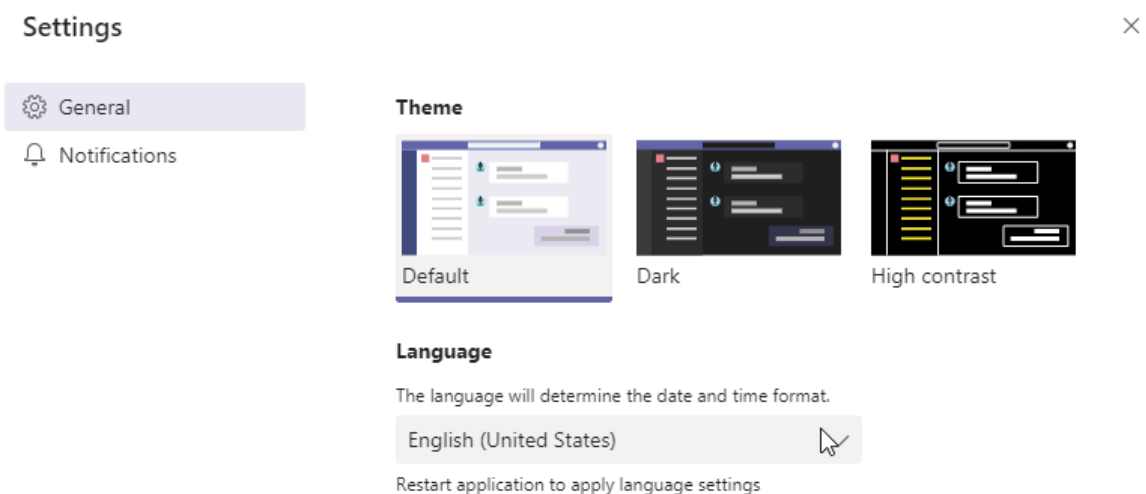 Settings
General
Notifications
Theme
Default
Dark
High contrast
Language
The language will determine the date and time format.
English (United States)
Restart application to apply language settings